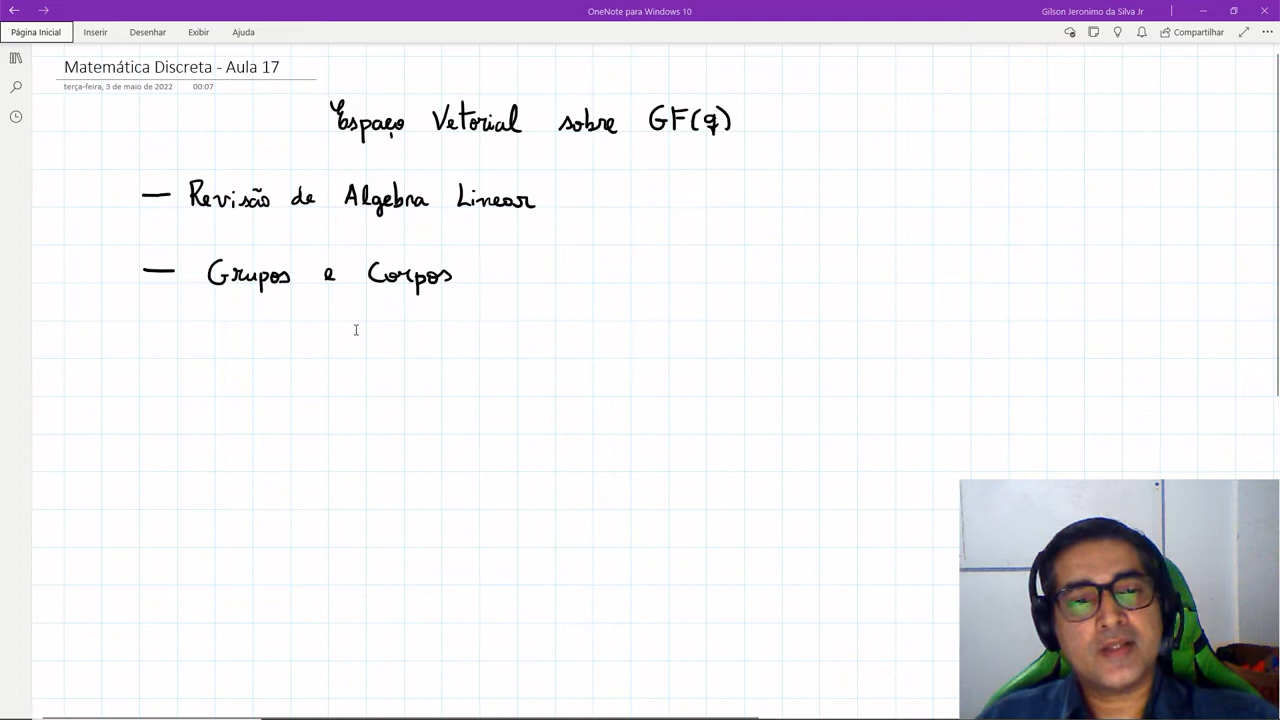 OneNote para Windows 10
Gilson Jeronimo da Silva Jr
Página Inicial Inserir Desenhar Exibir Ajuda
Compartilhar
Matemática Discreta - Aula 17
terça-feira, 3 de maio de 2022 00:07
Espaço Vetorial sobre GF(q)
— Revisão de Algebra Linear
— Grupos e Corpos